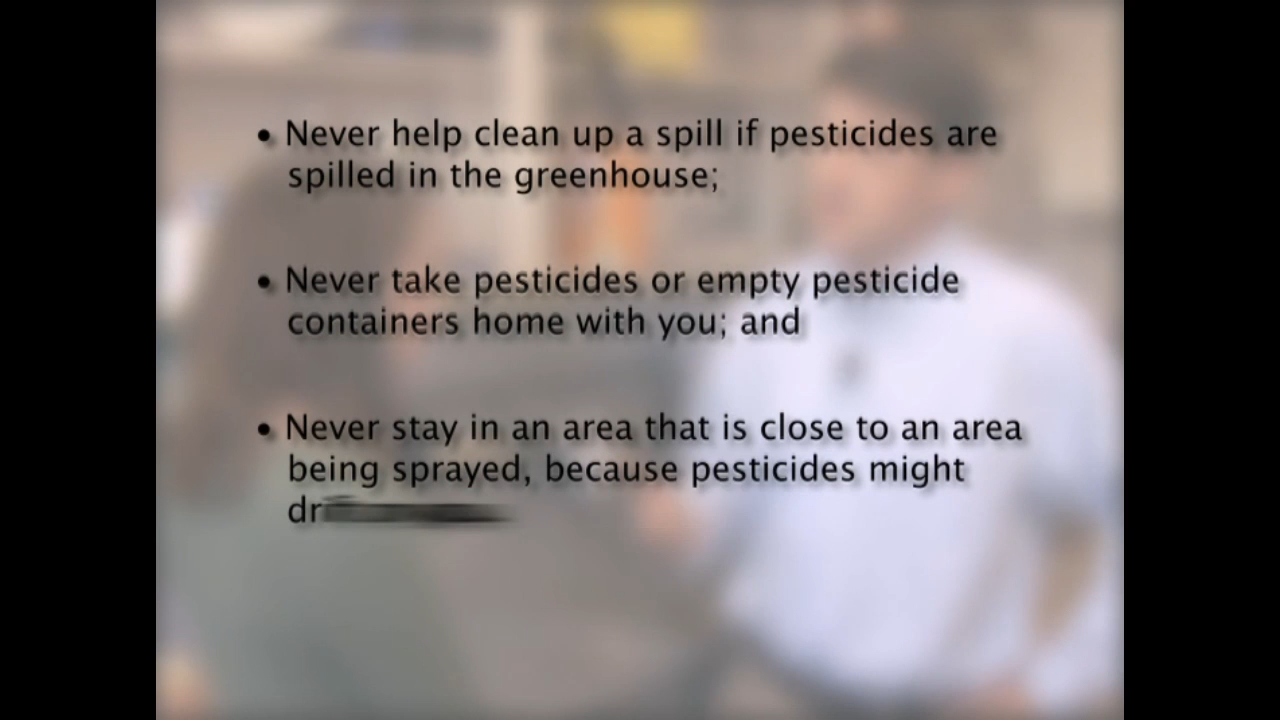 • Never help clean up a spill if pesticides are
spilled in the greenhouse;
• Never take pesticides or empty pesticide
containers home with you; and
• Never stay in an area that is close to an area
being sprayed, because pesticides might